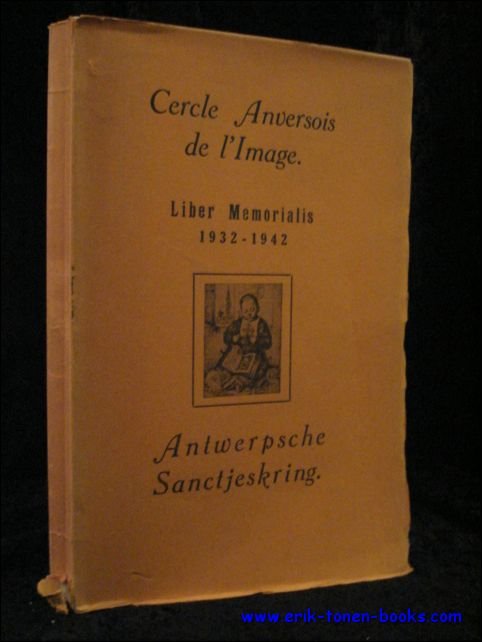 Cercle Anversois
de l'Image.
Liber Memorialis
1932-1942
Antwerpsche
Sanctjeskring.
www.erik-tonen-books.com